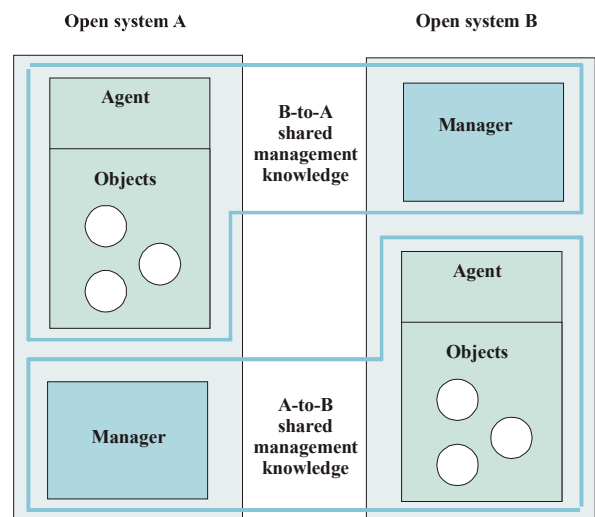 Open system A
Open system B
Agent
Objects
B-to-A
shared
management
knowledge
Manager
Agent
Objects
Manager
A-to-B
shared
management
knowledge